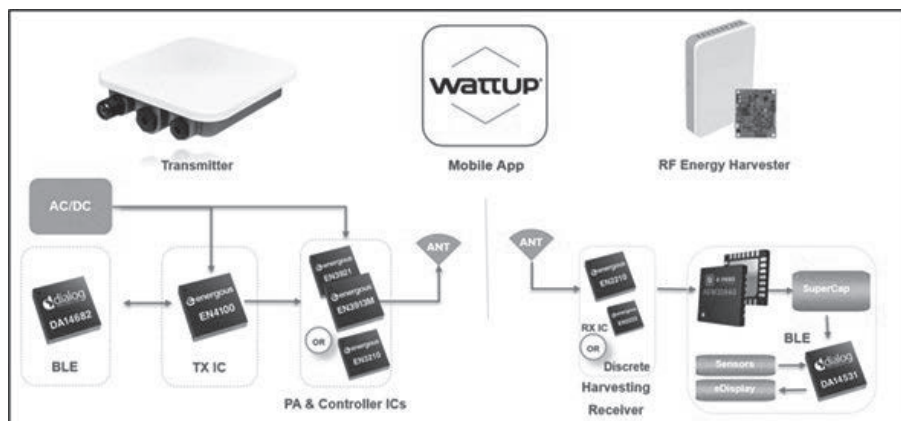 WattUP®
Transmitter
Mobile App
RF Energy Harvester
AC/DC
ANT
ANT
dialog
DA14682
energous
EN4100
energous
EN3921
energous
EN3913M
energous
EN3210
OR
energous
EN2210
energous
RX IC
OR
Discrete
SuperCap
BLE
Sensors
eDisplay
dialog
DA14531
BLE
TX IC
PA & Controller ICs
Harvesting
Receiver